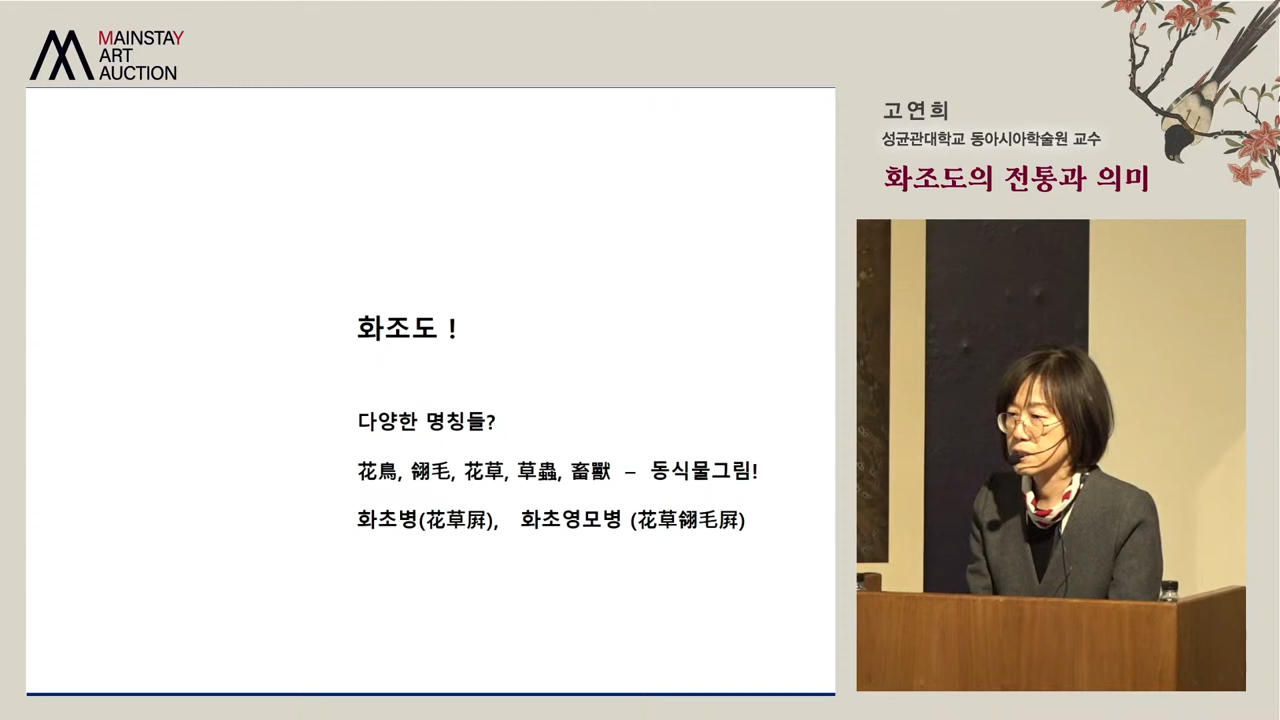 MAINSTAY
ART
AUCTION
고연희
성균관대학교 동아시아학술원 교수
화조도의 전통과 의미
화조도 !
다양한 명칭들?
花鳥, 翎毛, 花草, 草蟲, 畜獸 – 동식물그림!
화초병(花草屛), 화초영모병 (花草翎毛屛)